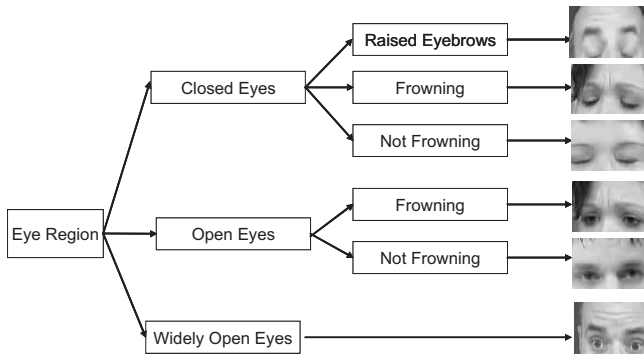 Raised Eyebrows
Closed Eyes
Frowning
Not Frowning
Eye Region
Open Eyes
Frowning
Not Frowning
Widely Open Eyes